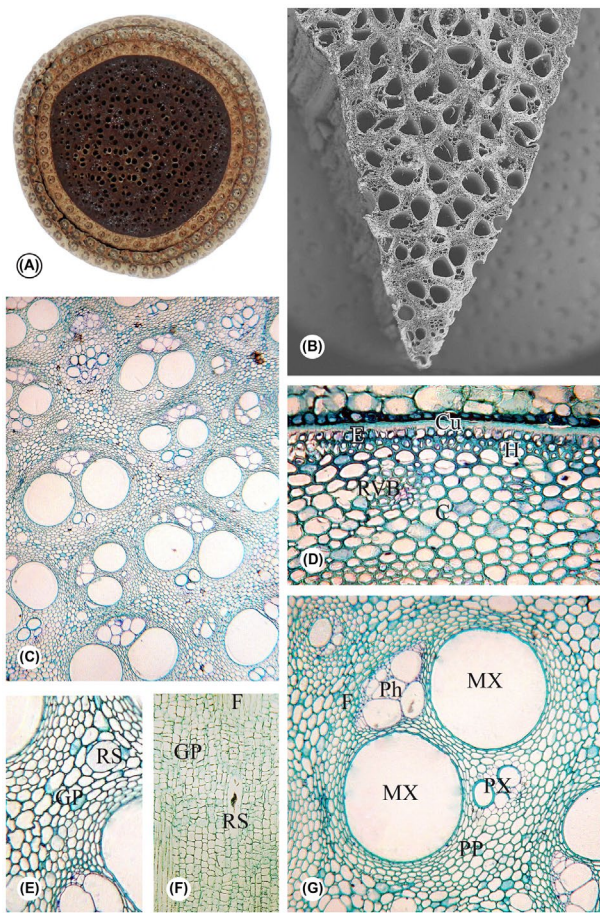 (A)
(B)
(C)
Cu
E
H
RVB
C
(D)
RS
GP
(E)
F
GP
RS
(F)
F
Ph
MX
MX
PX
PP
(G)